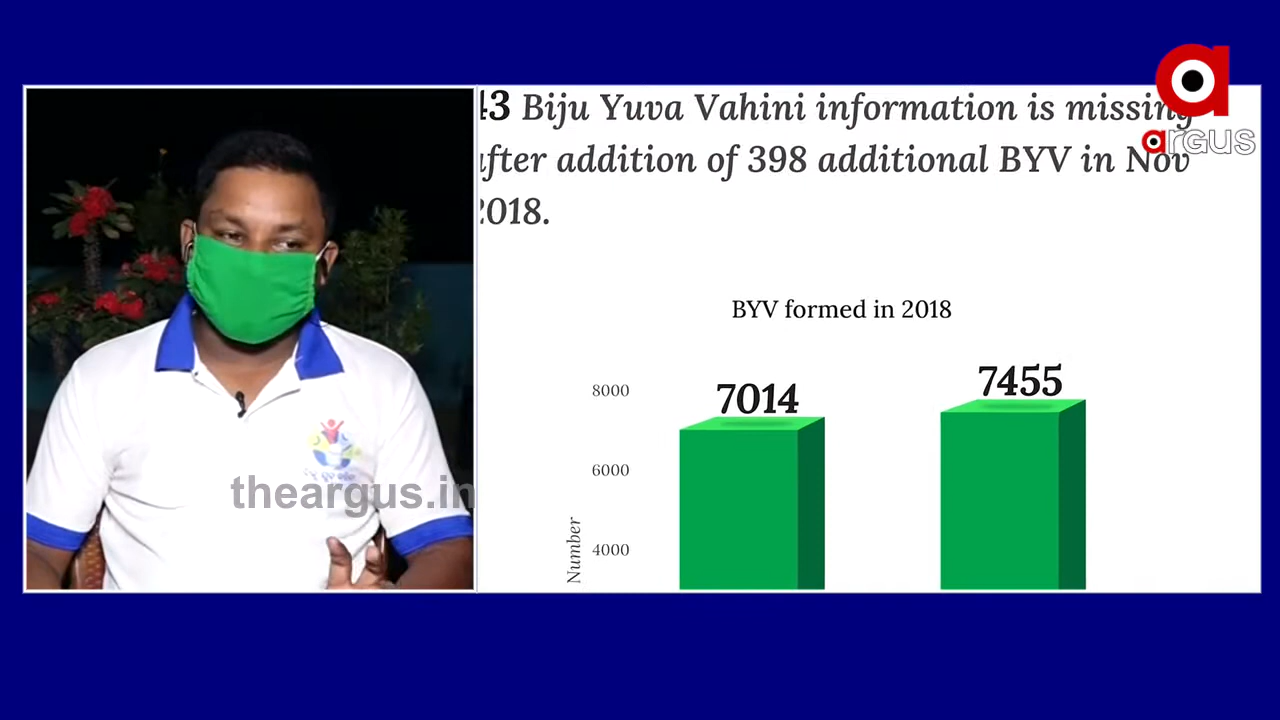 43 Biju Yuva Vahini information is missing
after addition of 398 additional BYV in Nov
2018.
argus
BYV formed in 2018
7014
7455
8000
6000
4000
Number
theargus.in